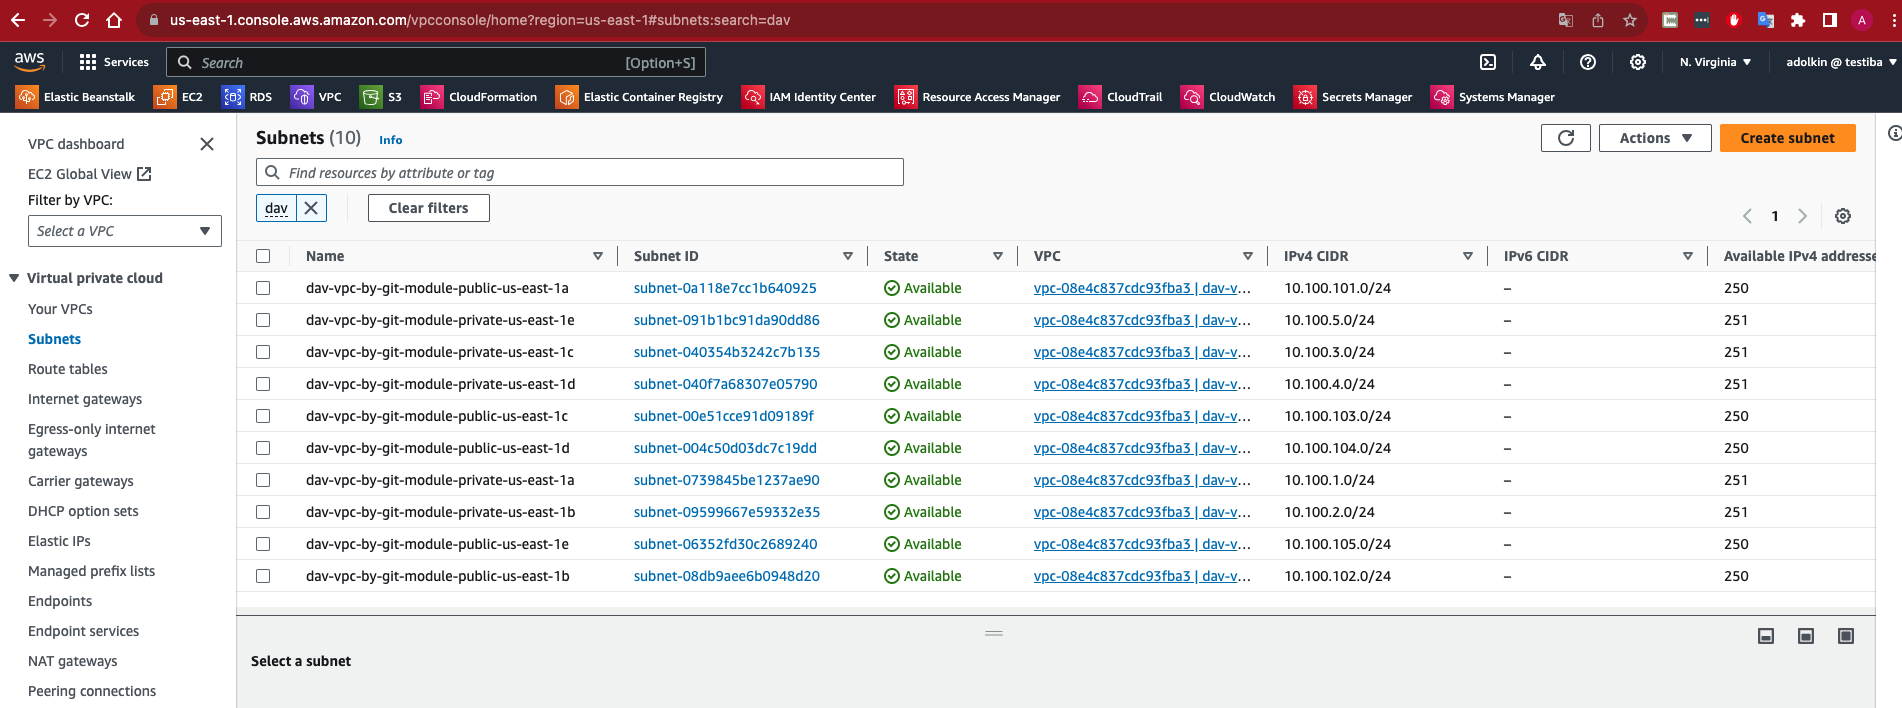 us-east-1.console.aws.amazon.com/vpcconsole/home?region=us-east-1#subnets:search=dav
A
aws Services Search [Option+S] N. Virginia ▼ adolkin @ testiba ▼
Elastic Beanstalk EC2 RDS VPC S3 CloudFormation Elastic Container Registry IAM Identity Center Resource Access Manager CloudTrail CloudWatch Secrets Manager Systems Manager
VPC dashboard
EC2 Global View
Filter by VPC:
Select a VPC
Virtual private cloud
Your VPCs
Subnets
Route tables
Internet gateways
Egress-only internet
gateways
Carrier gateways
DHCP option sets
Elastic IPs
Managed prefix lists
Endpoints
Endpoint services
NAT gateways
Peering connections
Subnets (10) Info
Actions Create subnet
Find resources by attribute or tag
dav Clear filters
1
Name Subnet ID State VPC IPv4 CIDR IPv6 CIDR Available IPv4 addresse
dav-vpc-by-git-module-public-us-east-1a subnet-0a118e7cc1b640925 Available vpc-08e4c837cdc93fba3 | dav-v... 10.100.101.0/24 – 250
dav-vpc-by-git-module-private-us-east-1e subnet-091b1bc91da90dd86 Available vpc-08e4c837cdc93fba3 | dav-v... 10.100.5.0/24 – 251
dav-vpc-by-git-module-private-us-east-1c subnet-040354b3242c7b135 Available vpc-08e4c837cdc93fba3 | dav-v... 10.100.3.0/24 – 251
dav-vpc-by-git-module-private-us-east-1d subnet-040f7a68307e05790 Available vpc-08e4c837cdc93fba3 | dav-v... 10.100.4.0/24 – 251
dav-vpc-by-git-module-public-us-east-1c subnet-00e51cce91d09189f Available vpc-08e4c837cdc93fba3 | dav-v... 10.100.103.0/24 – 250
dav-vpc-by-git-module-public-us-east-1d subnet-004c50d03dc7c19dd Available vpc-08e4c837cdc93fba3 | dav-v... 10.100.104.0/24 – 250
dav-vpc-by-git-module-private-us-east-1a subnet-0739845be1237ae90 Available vpc-08e4c837cdc93fba3 | dav-v... 10.100.1.0/24 – 251
dav-vpc-by-git-module-private-us-east-1b subnet-09599667e59332e35 Available vpc-08e4c837cdc93fba3 | dav-v... 10.100.2.0/24 – 251
dav-vpc-by-git-module-public-us-east-1e subnet-06352fd30c2689240 Available vpc-08e4c837cdc93fba3 | dav-v... 10.100.105.0/24 – 250
dav-vpc-by-git-module-public-us-east-1b subnet-08db9aee6b0948d20 Available vpc-08e4c837cdc93fba3 | dav-v... 10.100.102.0/24 – 250
Select a subnet